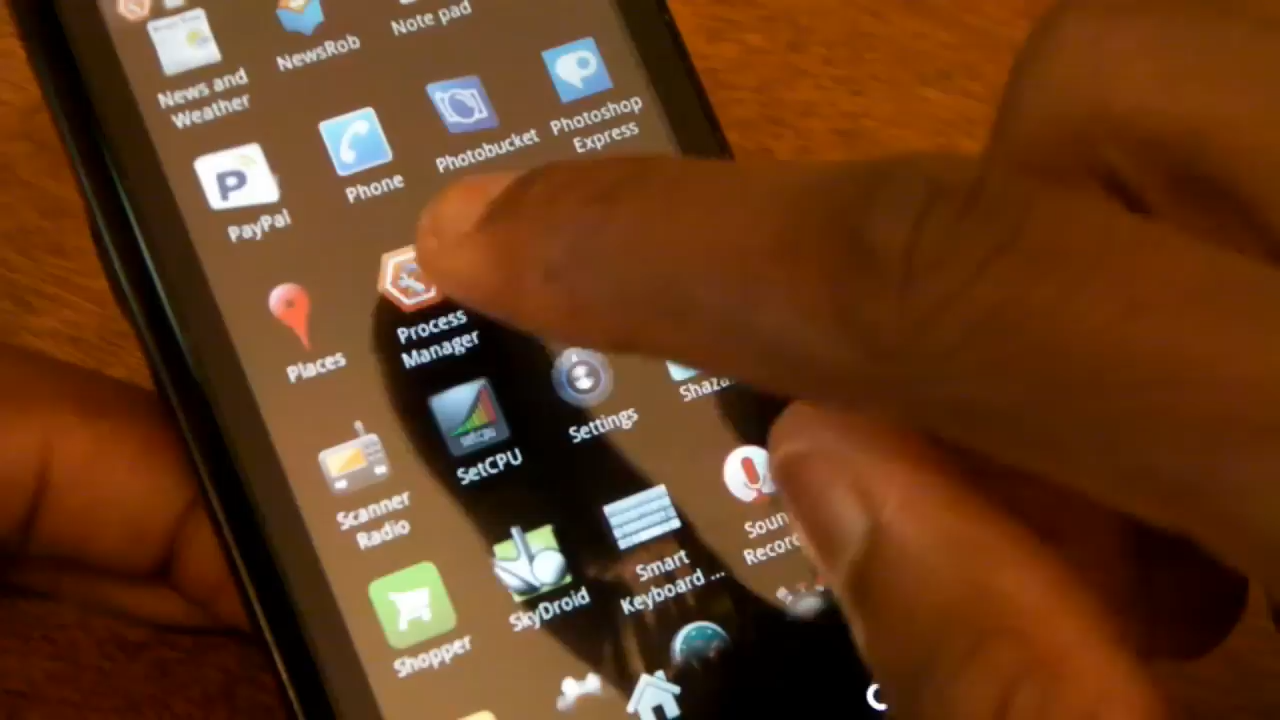 Note pad
NewsRob
News and
Weather
Photoshop
Express
Photobucket
Phone
PayPal
Process
Manager
Places
Settings
SetCPU
setcpu
Scanner
Radio
Smart
Keyboard ...
SkyDroid
Shopper